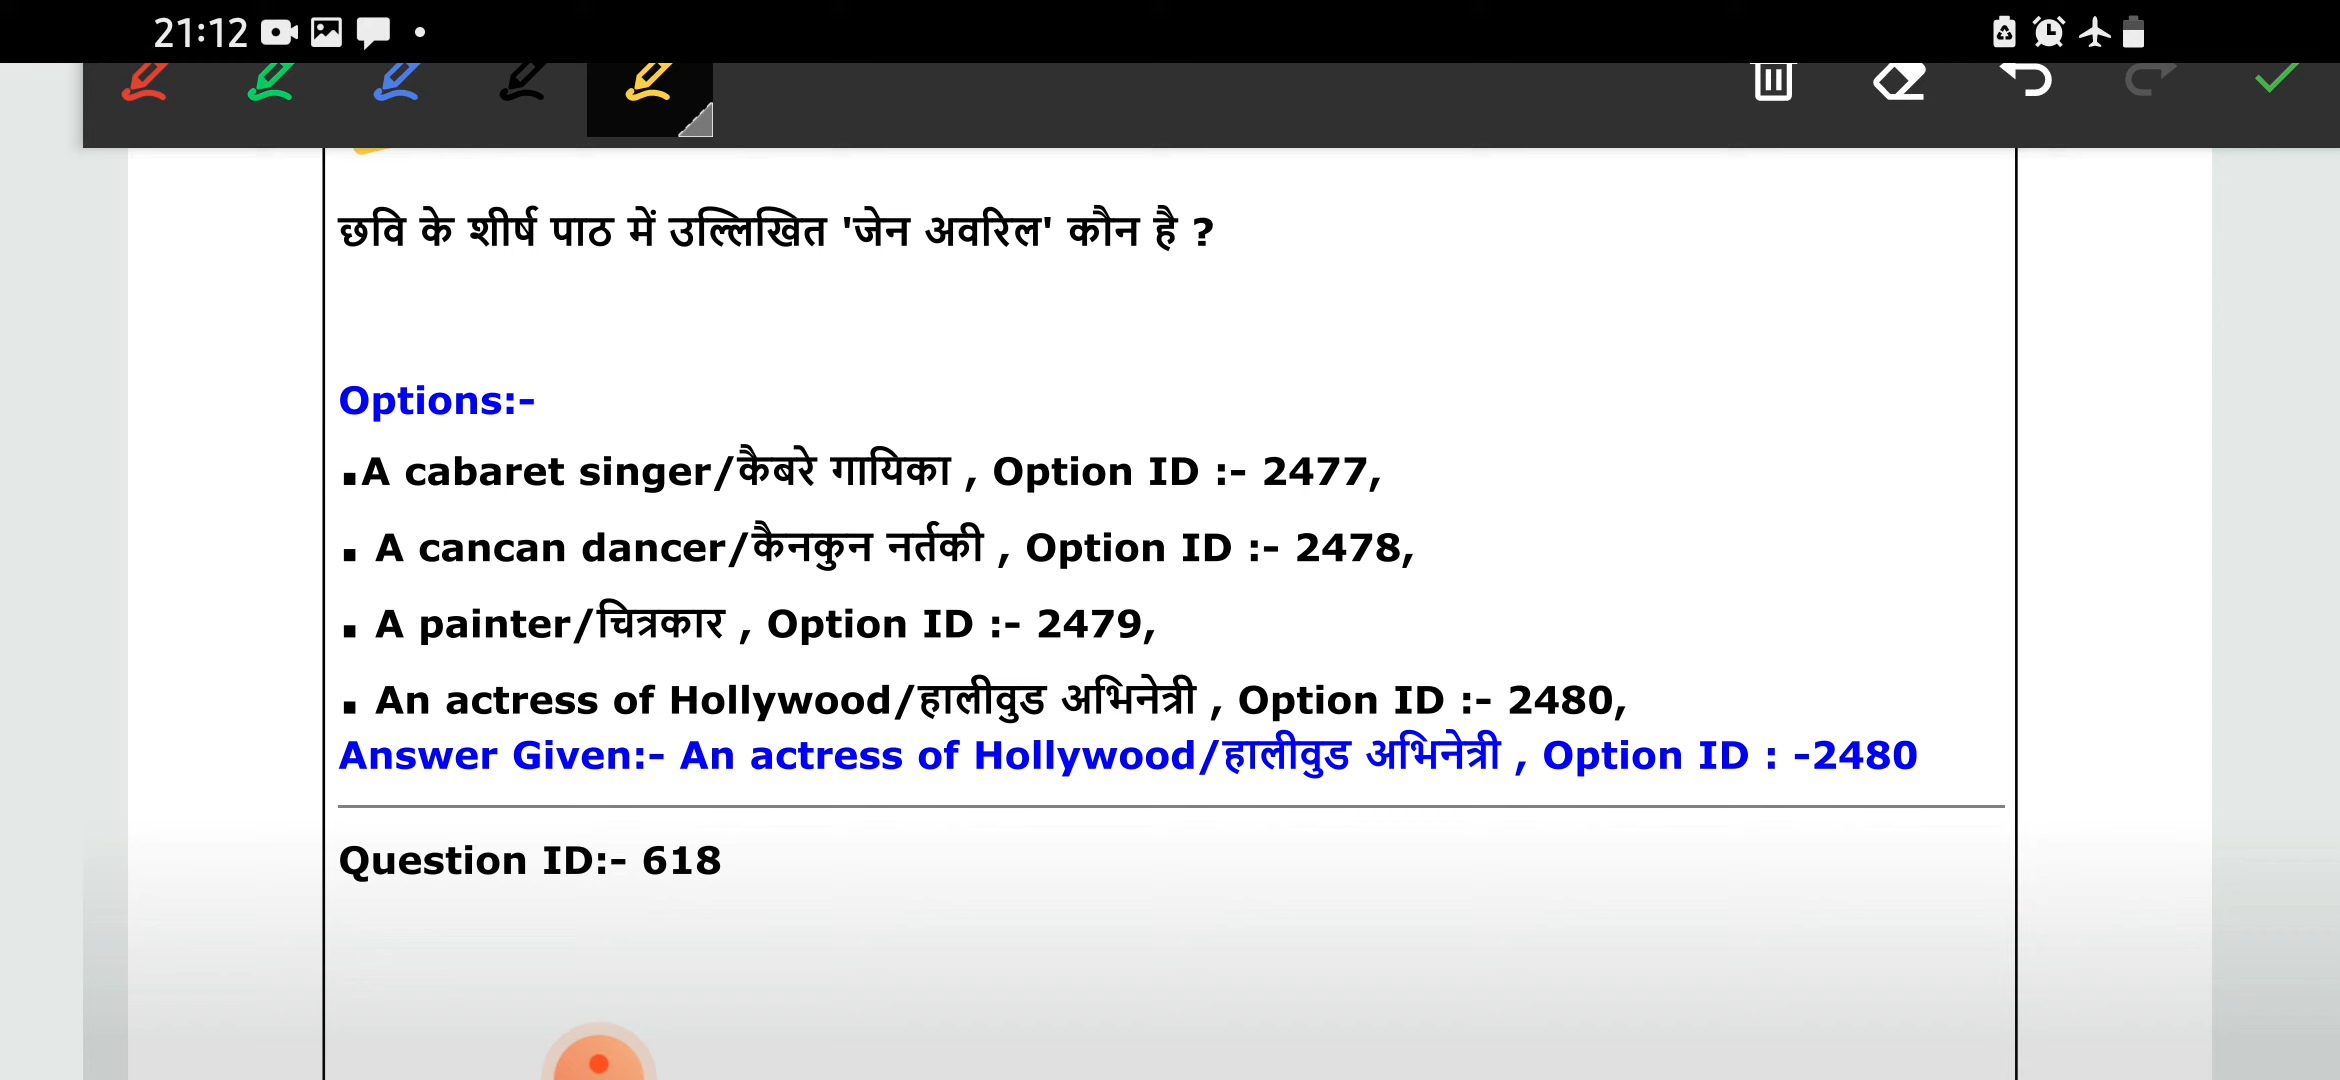 21:12
छवि के शीर्ष पाठ में उल्लिखित 'जेन अवरिल' कौन है ?
Options:-
▪A cabaret singer/कैबरे गायिका , Option ID :- 2477,
▪ A cancan dancer/कैनकुन नर्तकी , Option ID :- 2478,
▪ A painter/चित्रकार , Option ID :- 2479,
▪ An actress of Hollywood/हालीवुड अभिनेत्री , Option ID :- 2480,
Answer Given:- An actress of Hollywood/हालीवुड अभिनेत्री , Option ID : -2480
Question ID:- 618